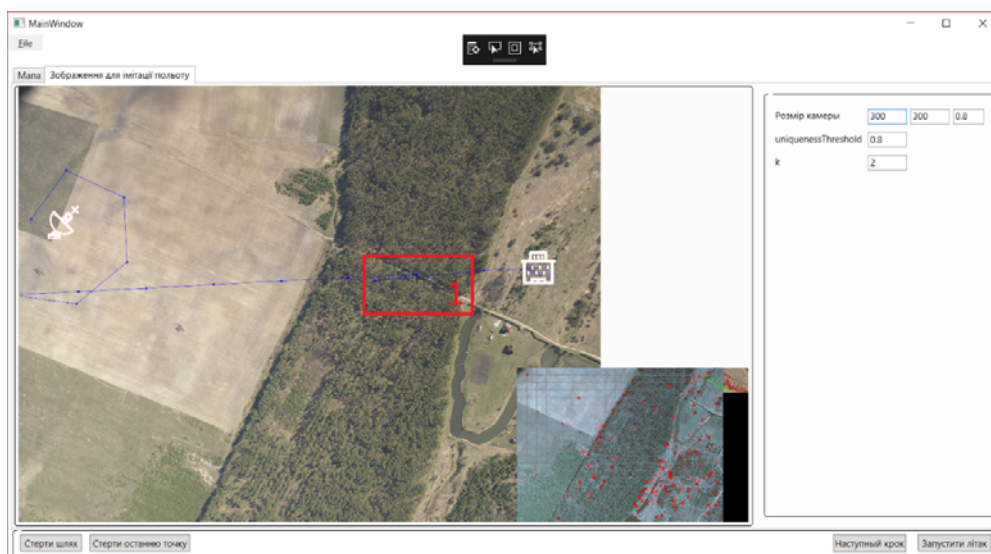 MainWindow
File
Мапа Зображення для імітації польоту
Розмір камеры 300 300 0.8
uniquenessThreshold 0.8
k 2
1
Стерти шлях Стерти останню точку Наступный крок Запустити літак